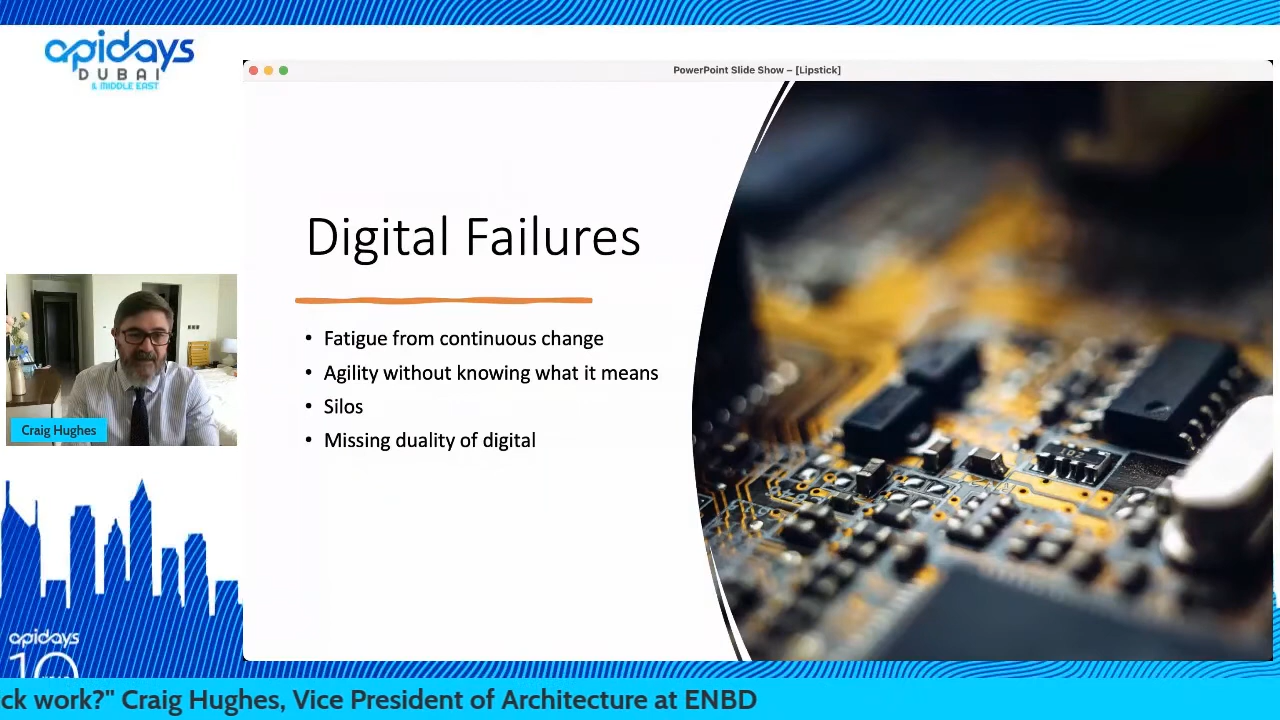 apidays
DUBAI
& MIDDLE EAST
PowerPoint Slide Show – [Lipstick]
Digital Failures
• Fatigue from continuous change
• Agility without knowing what it means
• Silos
• Missing duality of digital
Craig Hughes
apidays
10
ck work?" Craig Hughes, Vice President of Architecture at ENBD